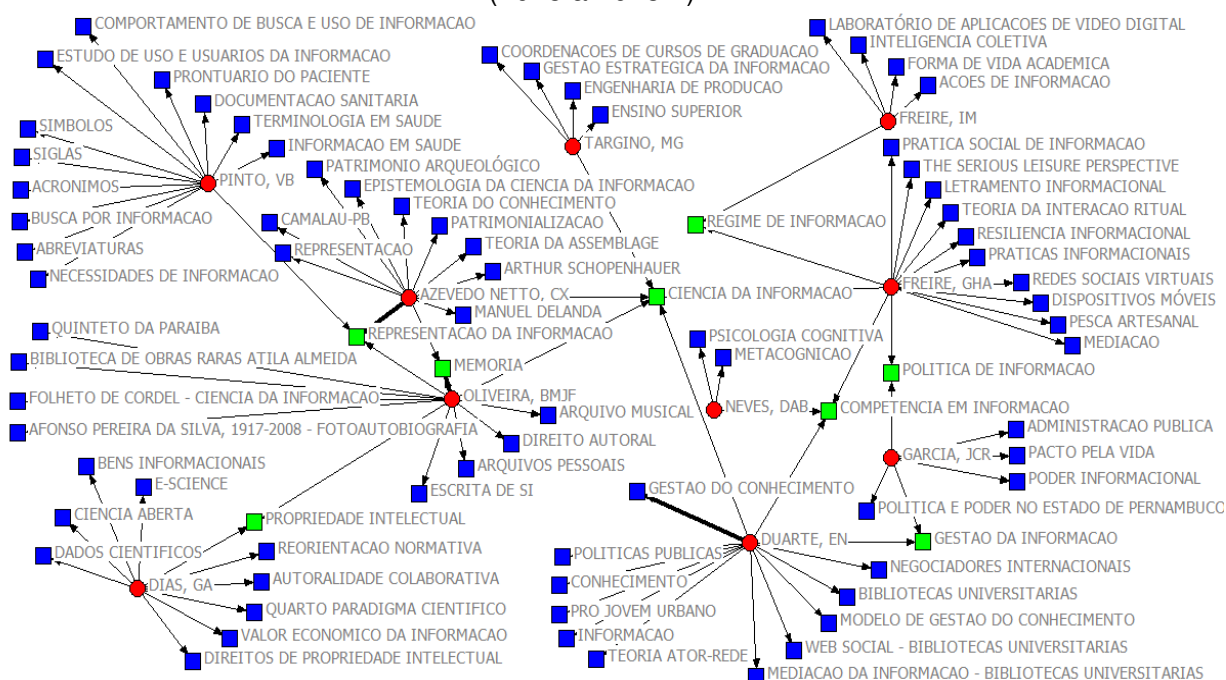 COMPORTAMENTO DE BUSCA E USO DE INFORMACAO
ESTUDO DE USO E USUARIOS DA INFORMACAO
PRONTUARIO DO PACIENTE
DOCUMENTACAO SANITARIA
SIMBOLOS
TERMINOLOGIA EM SAUDE
SIGLAS
INFORMACAO EM SAUDE
PINTO, VB
ACRONIMOS
BUSCA POR INFORMACAO
ABREVIATURAS
NECESSIDADES DE INFORMACAO
COORDENACOES DE CURSOS DE GRADUACAO
GESTAO ESTRATEGICA DA INFORMACAO
ENGENHARIA DE PRODUCAO
ENSINO SUPERIOR
TARGINO, MG
LABORATÓRIO DE APLICACOES DE VIDEO DIGITAL
INTELIGENCIA COLETIVA
FORMA DE VIDA ACADEMICA
ACOES DE INFORMACAO
FREIRE, IM
PATRIMONIO ARQUEOLÓGICO
EPISTEMOLOGIA DA CIENCIA DA INFORMACAO
TEORIA DO CONHECIMENTO
CAMALAU-PB
PATRIMONIALIZACAO
REPRESENTACAO
TEORIA DA ASSEMBLAGE
ARTHUR SCHOPENHAUER
AZEVEDO NETTO, CX
MANUEL DELANDA
REPRESENTACAO DA INFORMACAO
MEMORIA
CIENCIA DA INFORMACAO
PRATICA SOCIAL DE INFORMACAO
THE SERIOUS LEISURE PERSPECTIVE
LETRAMENTO INFORMACIONAL
TEORIA DA INTERACAO RITUAL
REGIME DE INFORMACAO
RESILIENCIA INFORMACIONAL
PRATICAS INFORMACIONAIS
REDES SOCIAIS VIRTUAIS
FREIRE, GHA
DISPOSITIVOS MÓVEIS
PESCA ARTESANAL
MEDIACAO
QUINTETO DA PARAIBA
BIBLIOTECA DE OBRAS RARAS ATILA ALMEIDA
FOLHETO DE CORDEL - CIENCIA DA INFORMACAO
AFONSO PEREIRA DA SILVA, 1917-2008 - FOTOAUTOBIOGRAFIA
OLIVEIRA, BMJF
ARQUIVO MUSICAL
DIREITO AUTORAL
ARQUIVOS PESSOAIS
ESCRITA DE SI
PSICOLOGIA COGNITIVA
METACOGNICAO
NEVES, DAB
POLITICA DE INFORMACAO
COMPETENCIA EM INFORMACAO
ADMINISTRACAO PUBLICA
GARCIA, JCR
PACTO PELA VIDA
PODER INFORMACIONAL
POLITICA E PODER NO ESTADO DE PERNAMBUCO
BENS INFORMACIONAIS
E-SCIENCE
CIENCIA ABERTA
PROPRIEDADE INTELECTUAL
DADOS CIENTIFICOS
REORIENTACAO NORMATIVA
DIAS, GA
AUTORALIDADE COLABORATIVA
QUARTO PARADIGMA CIENTIFICO
VALOR ECONOMICO DA INFORMACAO
DIREITOS DE PROPRIEDADE INTELECTUAL
GESTAO DO CONHECIMENTO
DUARTE, EN
GESTAO DA INFORMACAO
POLITICAS PUBLICAS
NEGOCIADORES INTERNACIONAIS
CONHECIMENTO
BIBLIOTECAS UNIVERSITARIAS
PRO JOVEM URBANO
MODELO DE GESTAO DO CONHECIMENTO
INFORMACAO
WEB SOCIAL - BIBLIOTECAS UNIVERSITARIAS
TEORIA ATOR-REDE
MEDIACAO DA INFORMACAO - BIBLIOTECAS UNIVERSITARIAS